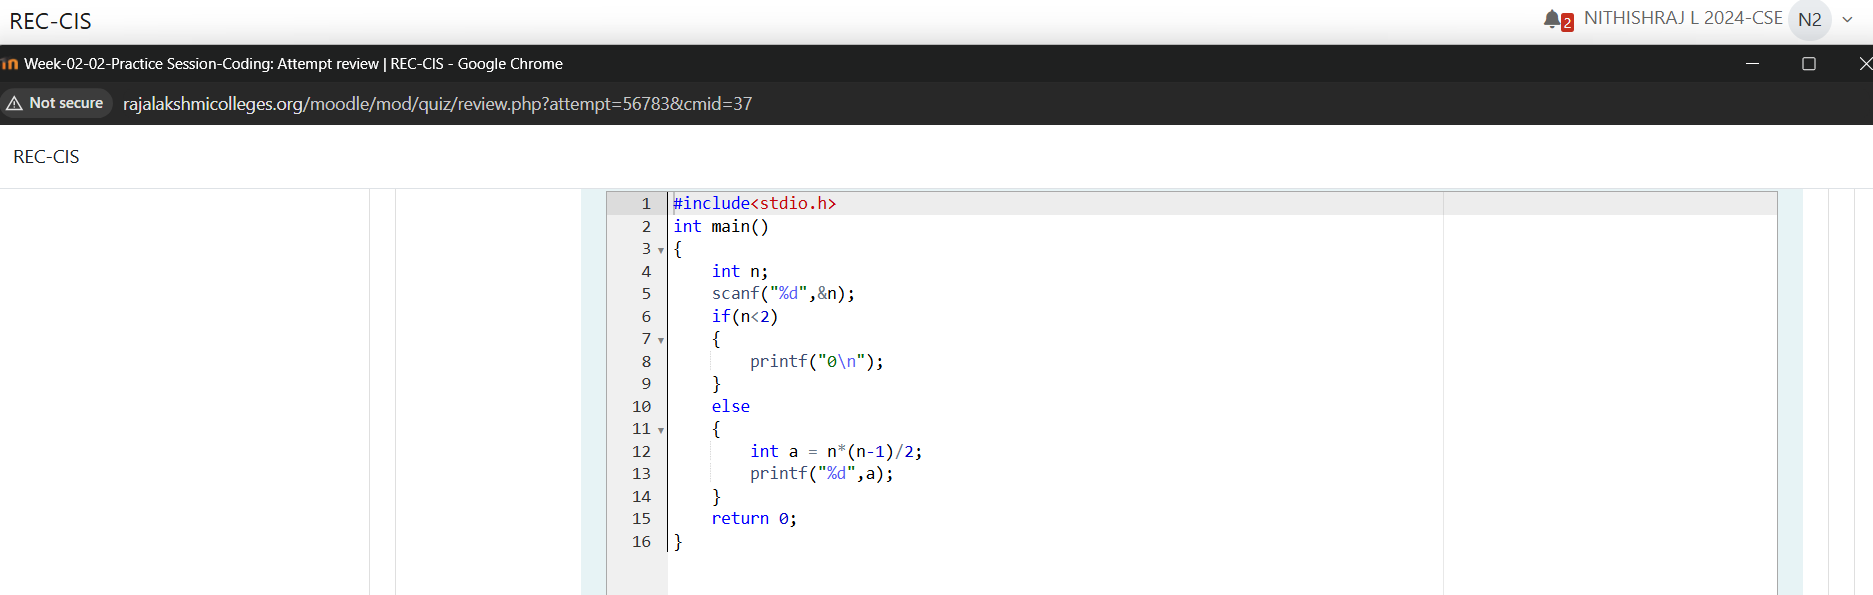 REC-CIS
2 NITHISHRAJ L 2024-CSE N2
Week-02-02-Practice Session-Coding: Attempt review | REC-CIS - Google Chrome
Not secure rajalakshmicolleges.org/moodle/mod/quiz/review.php?attempt=56783&cmid=37
REC-CIS
1 #include<stdio.h>
2 int main()
3 {
4     int n;
5     scanf("%d",&n);
6     if(n<2)
7     {
8         printf("0\n");
9     }
10     else
11     {
12         int a = n*(n-1)/2;
13         printf("%d",a);
14     }
15     return 0;
16 }